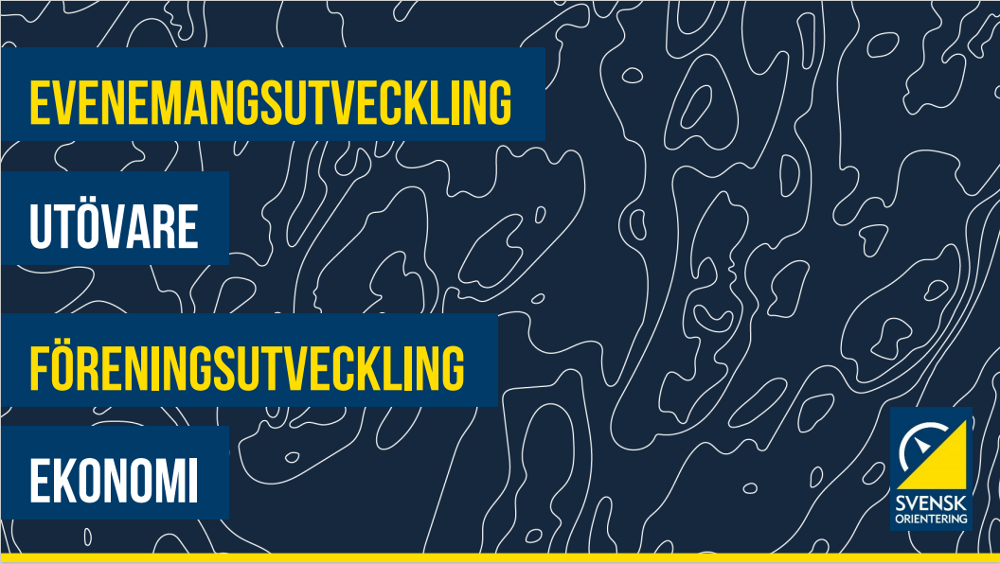 EVENEMANGSUTVECKLING
UTÖVARE
FÖRENINGSUTVECKLING
EKONOMI
SVENSK
ORIENTERING